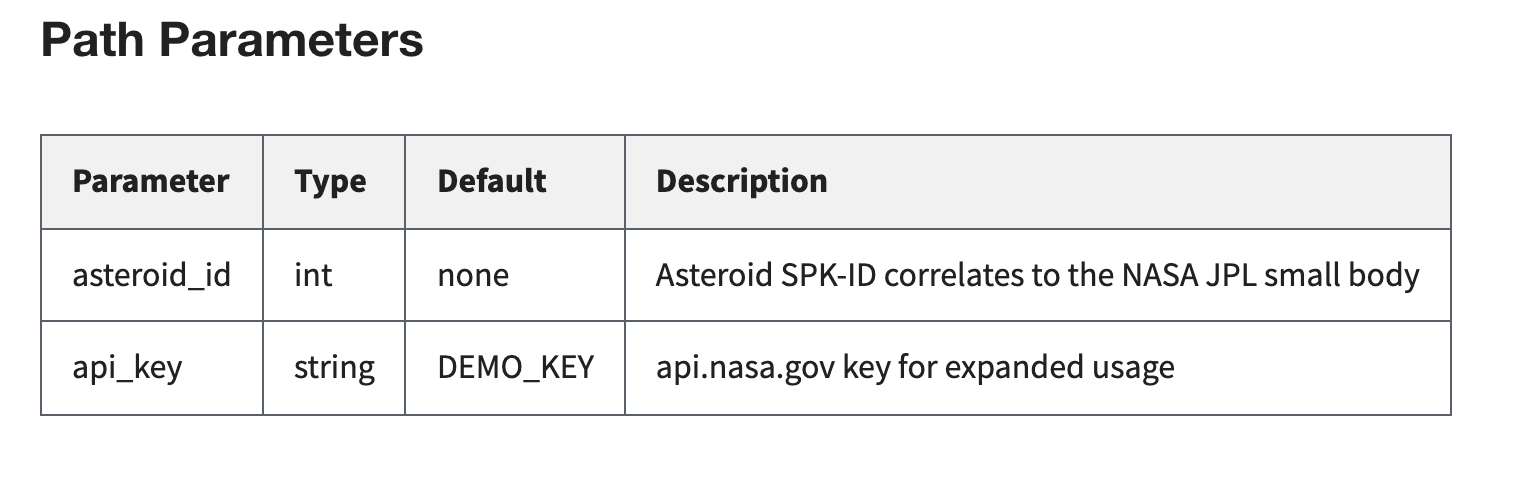 Path Parameters
Parameter Type Default Description
asteroid_id int none Asteroid SPK-ID correlates to the NASA JPL small body
api_key string DEMO_KEY api.nasa.gov key for expanded usage